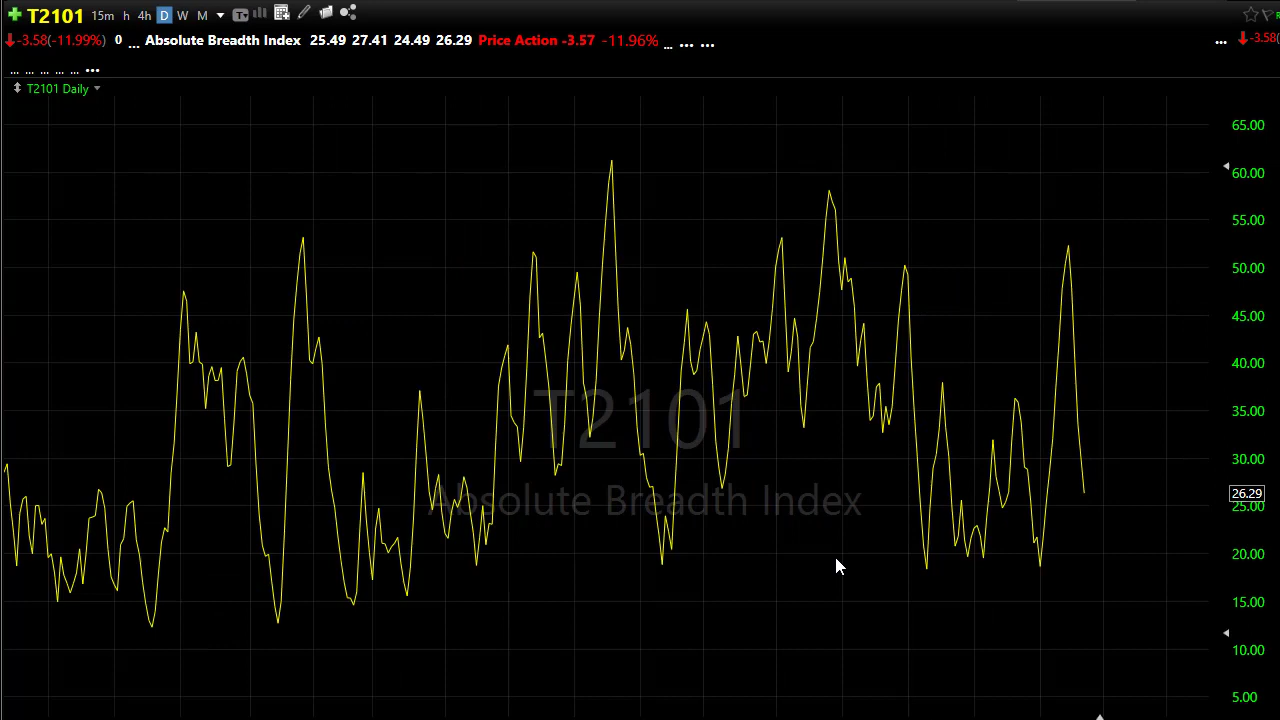 T2101 15m h 4h D W M T
-3.58(-11.99%) 0 ... Absolute Breadth Index 25.49 27.41 24.49 26.29 Price Action -3.57 -11.96% ... ... ... ... -3.58(
... ... ... ... ... ...
T2101 Daily
65.00
60.00
55.00
50.00
45.00
40.00
35.00
T2101
30.00
Absolute Breadth Index
26.29
25.00
20.00
15.00
10.00
5.00